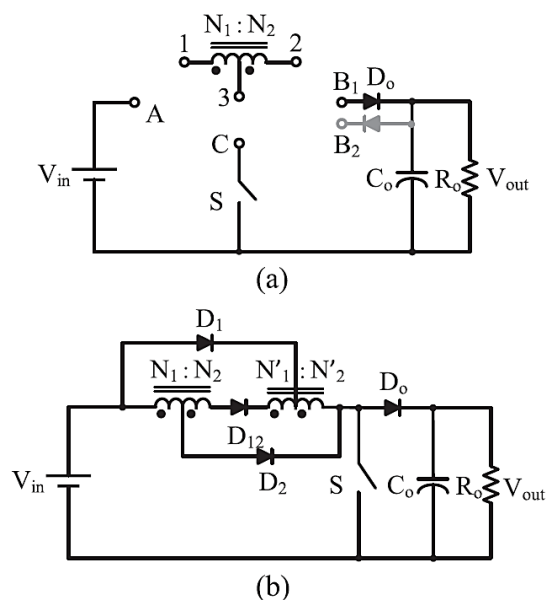 N₁ : N₂
1 2
3
A
B₁ Dₒ
B₂
C
Vᵢₙ
S
Cₒ Rₒ Vₒᵤₜ
(a)
D₁
N₁ : N₂ N'₁ : N'₂
Dₒ
D₁₂
D₂
Vᵢₙ
S Cₒ Rₒ Vₒᵤₜ
(b)